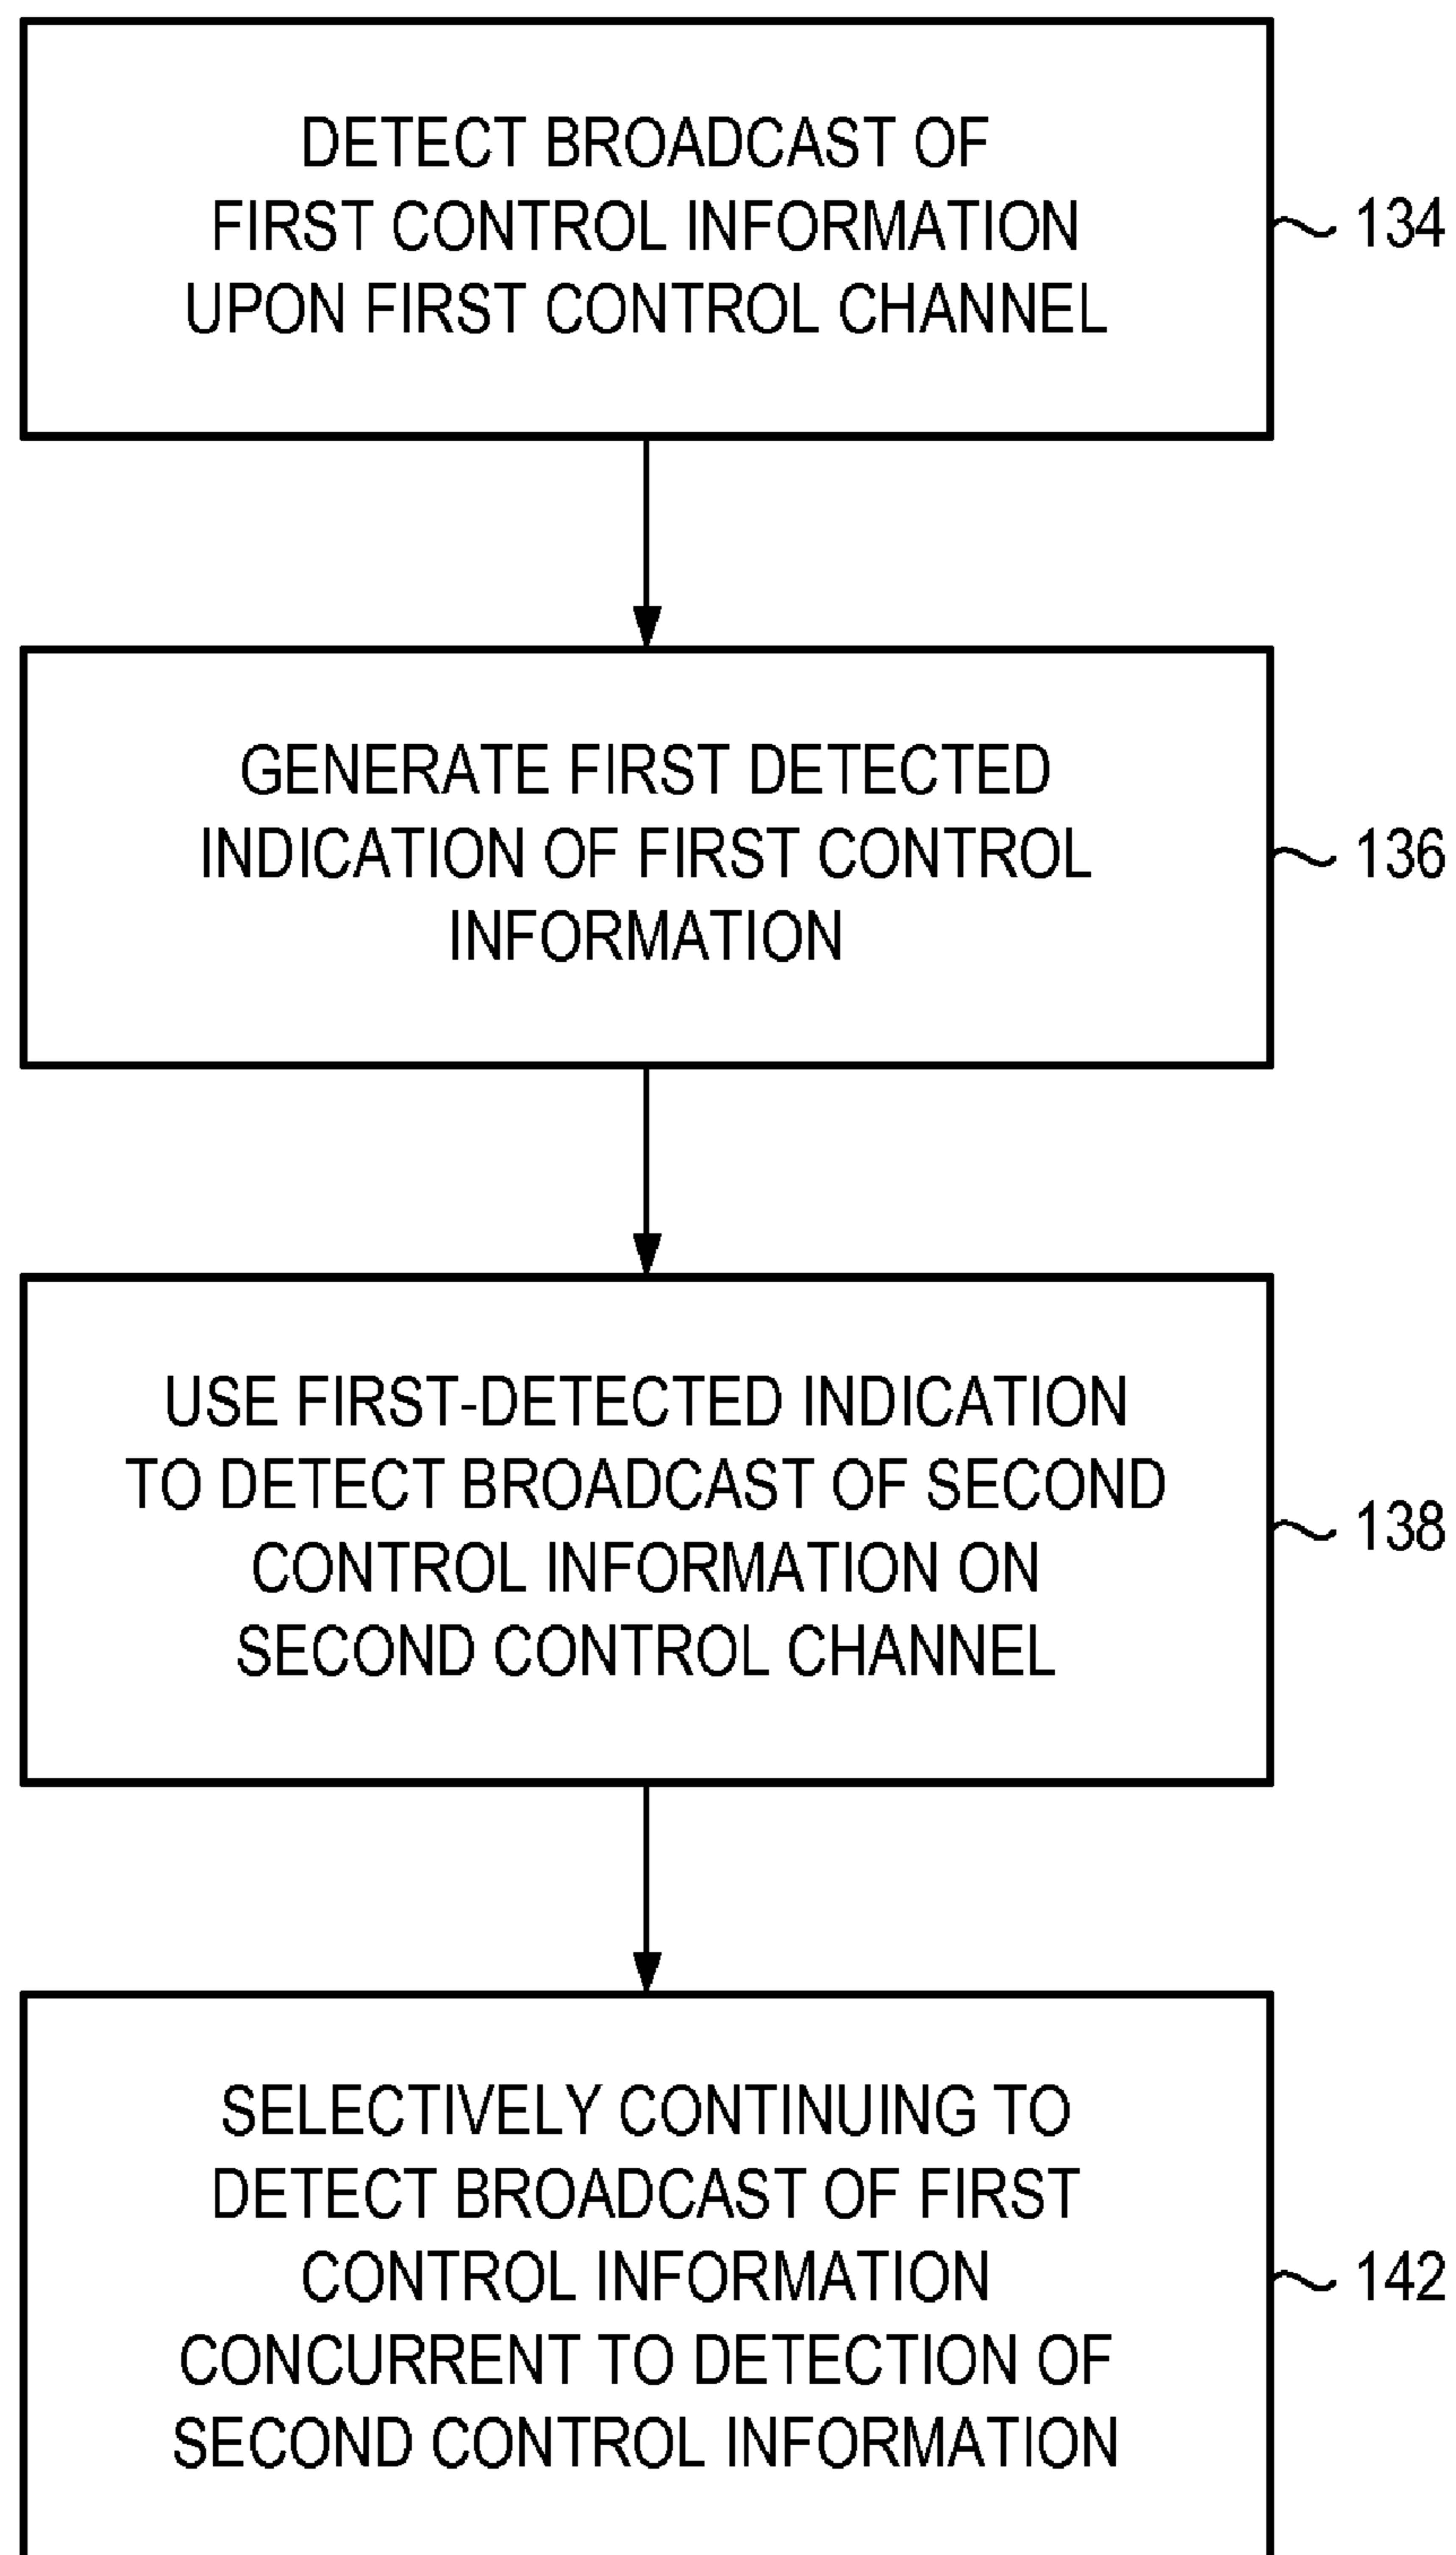 DETECT BROADCAST OF
FIRST CONTROL INFORMATION
UPON FIRST CONTROL CHANNEL
134
GENERATE FIRST DETECTED
INDICATION OF FIRST CONTROL
INFORMATION
136
USE FIRST-DETECTED INDICATION
TO DETECT BROADCAST OF SECOND
CONTROL INFORMATION ON
SECOND CONTROL CHANNEL
138
SELECTIVELY CONTINUING TO
DETECT BROADCAST OF FIRST
CONTROL INFORMATION
CONCURRENT TO DETECTION OF
SECOND CONTROL INFORMATION
142